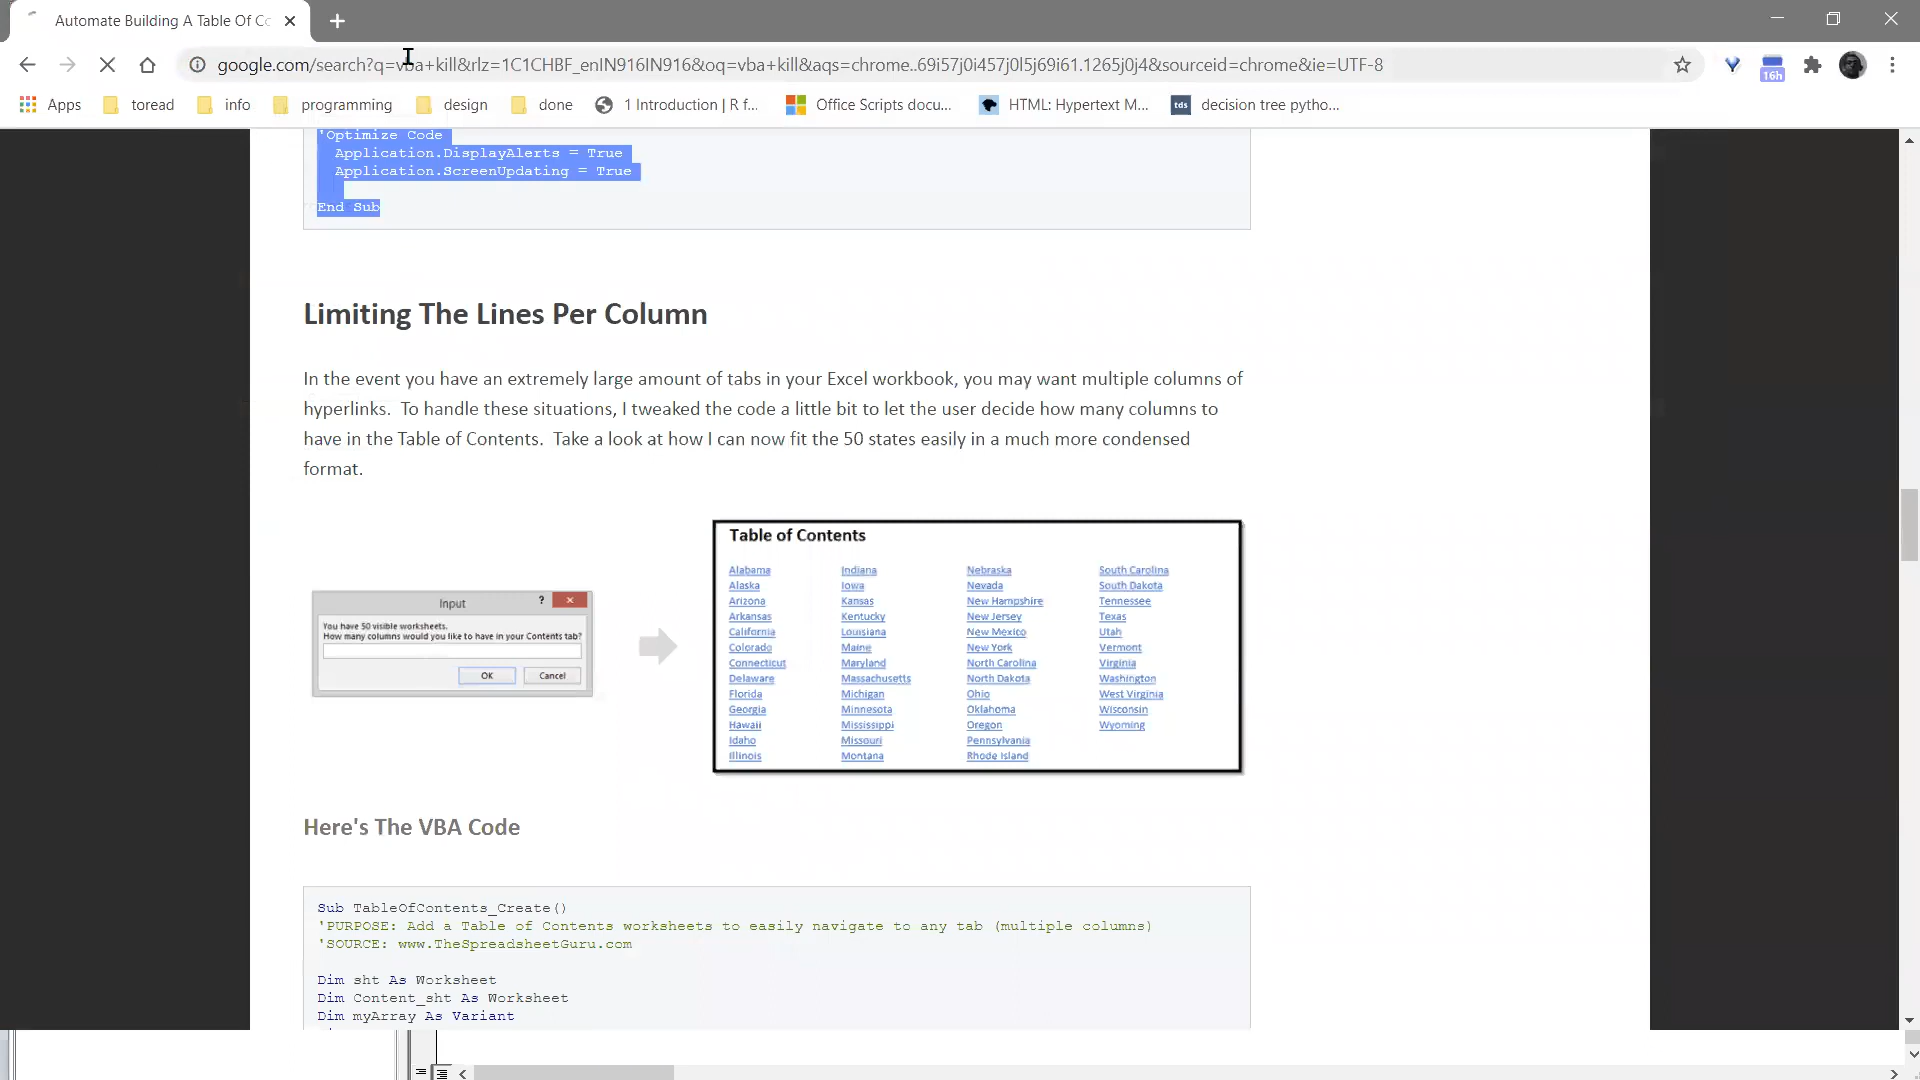 Automate Building A Table Of Co
google.com/search?q=vba+kill&rlz=1C1CHBF_enIN916IN916&oq=vba+kill&aqs=chrome..69i57j0i457j0l5j69i61.1265j0j4&sourceid=chrome&ie=UTF-8
16h
Apps toread info programming design done 1 Introduction | R f... Office Scripts docu... HTML: Hypertext M... tds decision tree pytho...
'Optimize Code
Application.DisplayAlerts = True
Application.ScreenUpdating = True
End Sub
Limiting The Lines Per Column
In the event you have an extremely large amount of tabs in your Excel workbook, you may want multiple columns of
hyperlinks. To handle these situations, I tweaked the code a little bit to let the user decide how many columns to
have in the Table of Contents. Take a look at how I can now fit the 50 states easily in a much more condensed
format.
Input ?
You have 50 visible worksheets.
How many columns would you like to have in your Contents tab?
OK Cancel
Table of Contents
Alabama Indiana Nebraska South Carolina
Alaska Iowa Nevada South Dakota
Arizona Kansas New Hampshire Tennessee
Arkansas Kentucky New Jersey Texas
California Louisiana New Mexico Utah
Colorado Maine New York Vermont
Connecticut Maryland North Carolina Virginia
Delaware Massachusetts North Dakota Washington
Florida Michigan Ohio West Virginia
Georgia Minnesota Oklahoma Wisconsin
Hawaii Mississippi Oregon Wyoming
Idaho Missouri Pennsylvania
Illinois Montana Rhode Island
Here's The VBA Code
Sub TableOfContents_Create()
'PURPOSE: Add a Table of Contents worksheets to easily navigate to any tab (multiple columns)
'SOURCE: www.TheSpreadsheetGuru.com
Dim sht As Worksheet
Dim Content_sht As Worksheet
Dim myArray As Variant